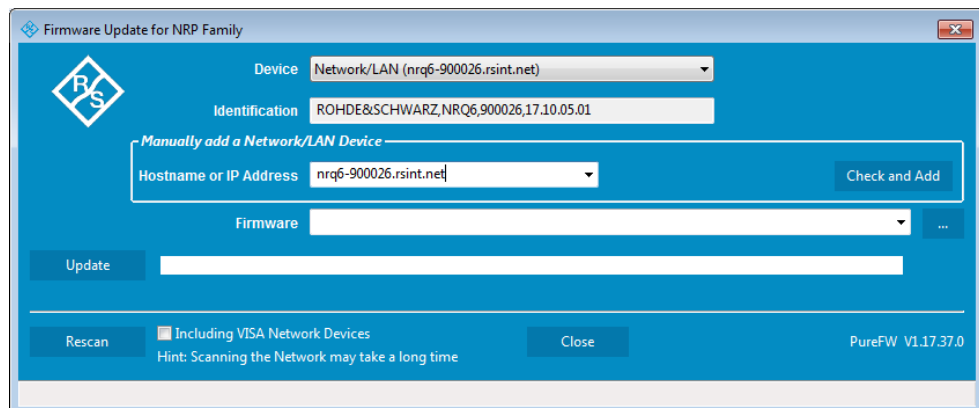 Firmware Update for NRP Family
R S
Device Network/LAN (nrq6-900026.rsint.net)
Identification ROHDE&SCHWARZ,NRQ6,900026,17.10.05.01
Manually add a Network/LAN Device
Hostname or IP Address nrq6-900026.rsint.net Check and Add
Firmware ...
Update
Including VISA Network Devices
Rescan Close PureFW V1.17.37.0
Hint: Scanning the Network may take a long time